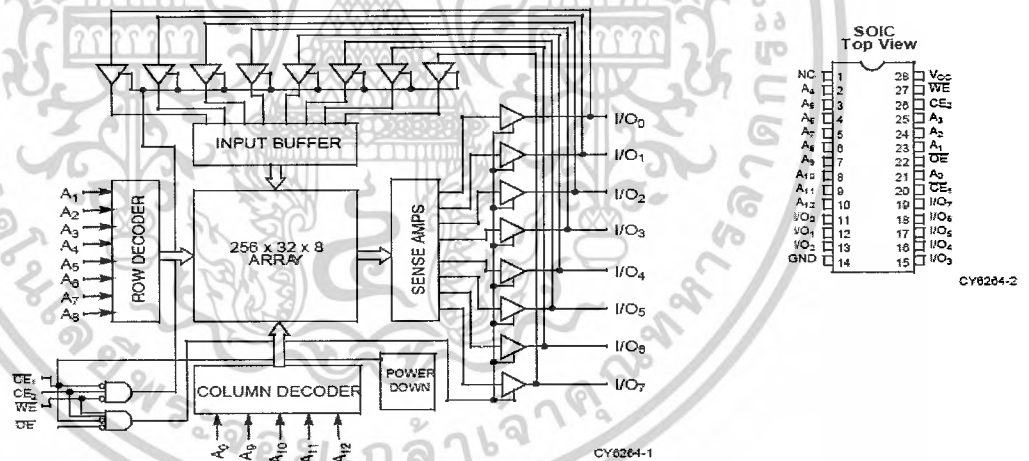 INPUT BUFFER
A1
A2
A3
A4
A5
A6
A7
A8
ROW DECODER
256 x 32 x 8
ARRAY
SENSE AMPS
COLUMN DECODER
POWER
DOWN
CE1
CE2
WE
OE
A0
A9
A10
A11
A12
I/O0
I/O1
I/O2
I/O3
I/O4
I/O5
I/O6
I/O7
CY6264-1
SOIC
Top View
NC 1 28 VCC
A4 2 27 WE
A5 3 26 CE2
A6 4 25 A3
A7 5 24 A2
A8 6 23 A1
A9 7 22 OE
A10 8 21 A0
A11 9 20 CE1
A12 10 19 I/O7
I/O0 11 18 I/O6
I/O1 12 17 I/O5
I/O2 13 16 I/O4
GND 14 15 I/O3
CY6264-2